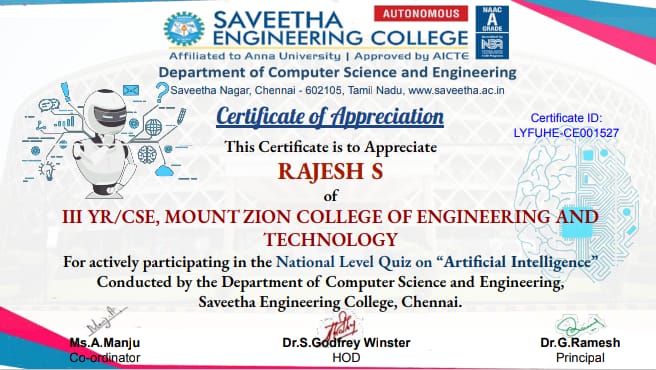 SAVEETHA
ENGINEERING COLLEGE
AUTONOMOUS
NAAC
A
GRADE
NBA
Affiliated to Anna University | Approved by AICTE
Department of Computer Science and Engineering
Saveetha Nagar, Chennai - 602105, Tamil Nadu, www.saveetha.ac.in
Certificate of Appreciation
Certificate ID:
LYFUHE-CE001527
This Certificate is to Appreciate
RAJESH S
of
III YR/CSE, MOUNT ZION COLLEGE OF ENGINEERING AND
TECHNOLOGY
For actively participating in the National Level Quiz on “Artificial Intelligence”
Conducted by the Department of Computer Science and Engineering,
Saveetha Engineering College, Chennai.
Ms.A.Manju
Co-ordinator
Dr.S.Godfrey Winster
HOD
Dr.G.Ramesh
Principal